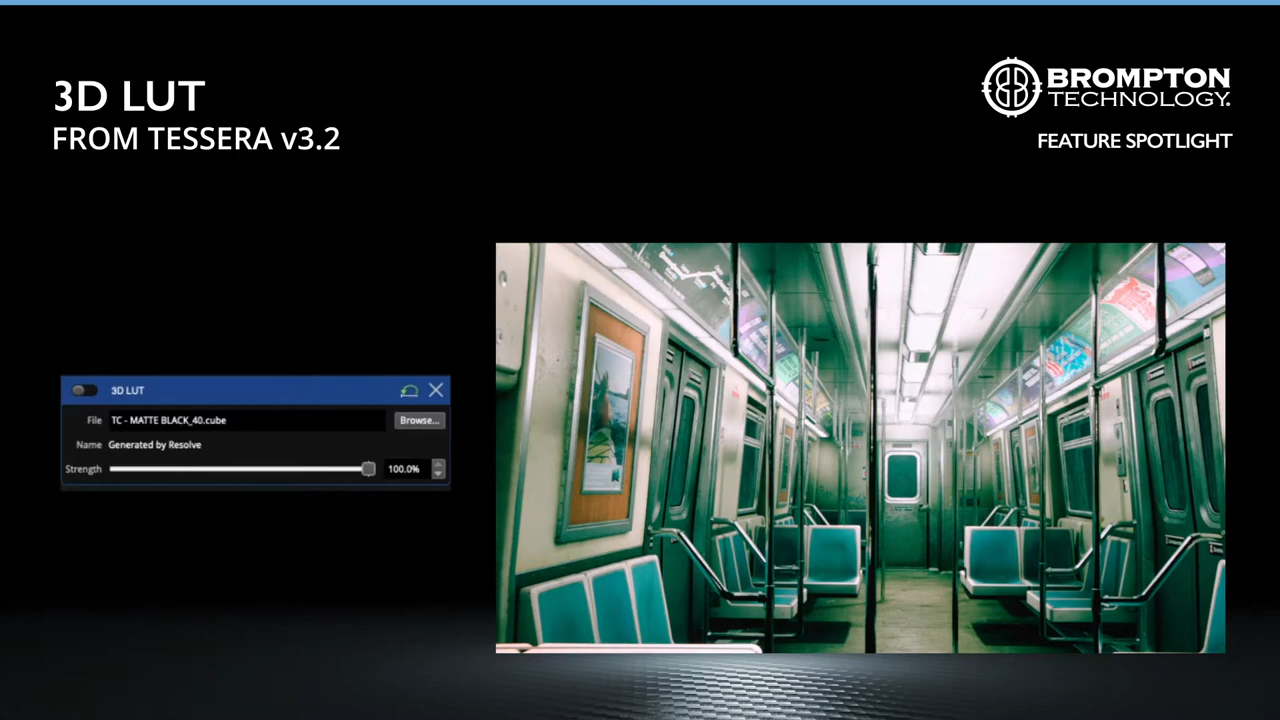 3D LUT
FROM TESSERA v3.2
BROMPTON
TECHNOLOGY.
FEATURE SPOTLIGHT
3D LUT
File TC - MATTE BLACK_40.cube Browse...
Name Generated by Resolve
Strength 100.0%